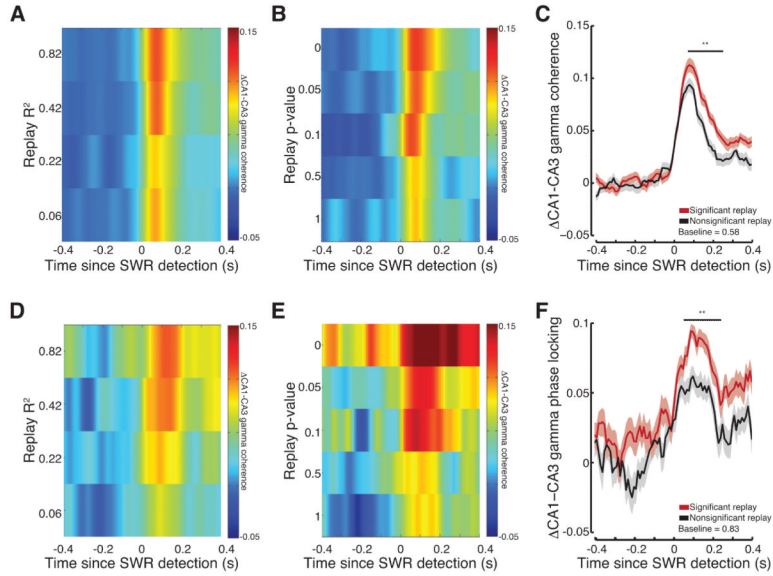 A
0.82
0.42
0.22
0.06
Replay R²
-0.4 -0.2 0 0.2 0.4
Time since SWR detection (s)
0.15
-0.05
ΔCA1-CA3 gamma coherence
B
0
0.05
0.1
0.5
1
Replay p-value
-0.4 -0.2 0 0.2 0.4
Time since SWR detection (s)
0.15
-0.05
ΔCA1-CA3 gamma coherence
C
**
0.15
0.1
0.05
0
−0.05
ΔCA1-CA3 gamma coherence
Significant replay
Nonsignificant replay
Baseline = 0.58
-0.4 -0.2 0 0.2 0.4
Time since SWR detection (s)
D
0.82
0.42
0.22
0.06
Replay R²
-0.4 -0.2 0 0.2 0.4
Time since SWR detection (s)
0.15
-0.05
ΔCA1-CA3 gamma coherence
E
0
0.05
0.1
0.5
1
Replay p-value
-0.4 -0.2 0 0.2 0.4
Time since SWR detection (s)
0.15
-0.05
ΔCA1-CA3 gamma coherence
F
**
0.1
0.05
0
0.05
ΔCA1−CA3 gamma phase locking
Significant replay
Nonsignificant replay
Baseline = 0.83
-0.4 -0.2 0 0.2 0.4
Time since SWR detection (s)